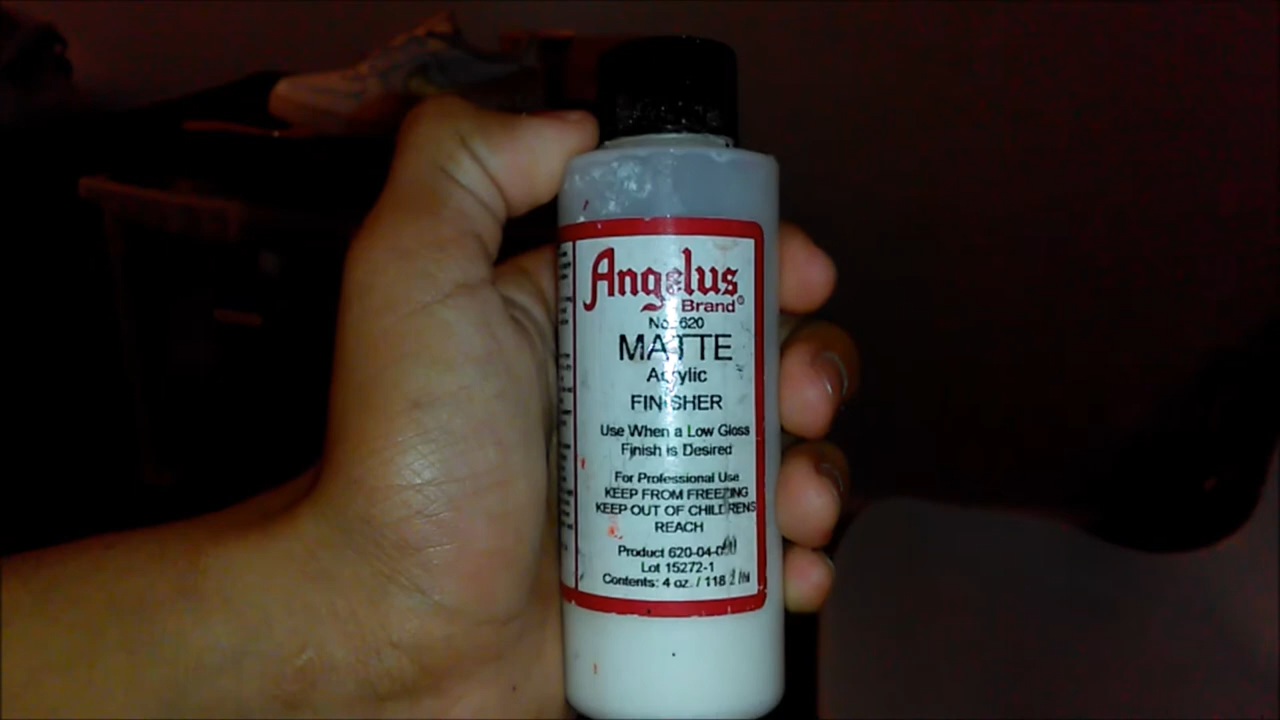 Angelus
Brand®
No. 620
MATTE
Acrylic
FINISHER
Use When a Low Gloss
Finish is Desired
For Professional Use
KEEP FROM FREEZING
KEEP OUT OF CHILDRENS
REACH
Product 620-04-000
Lot 15272-1
Contents: 4 oz. / 118